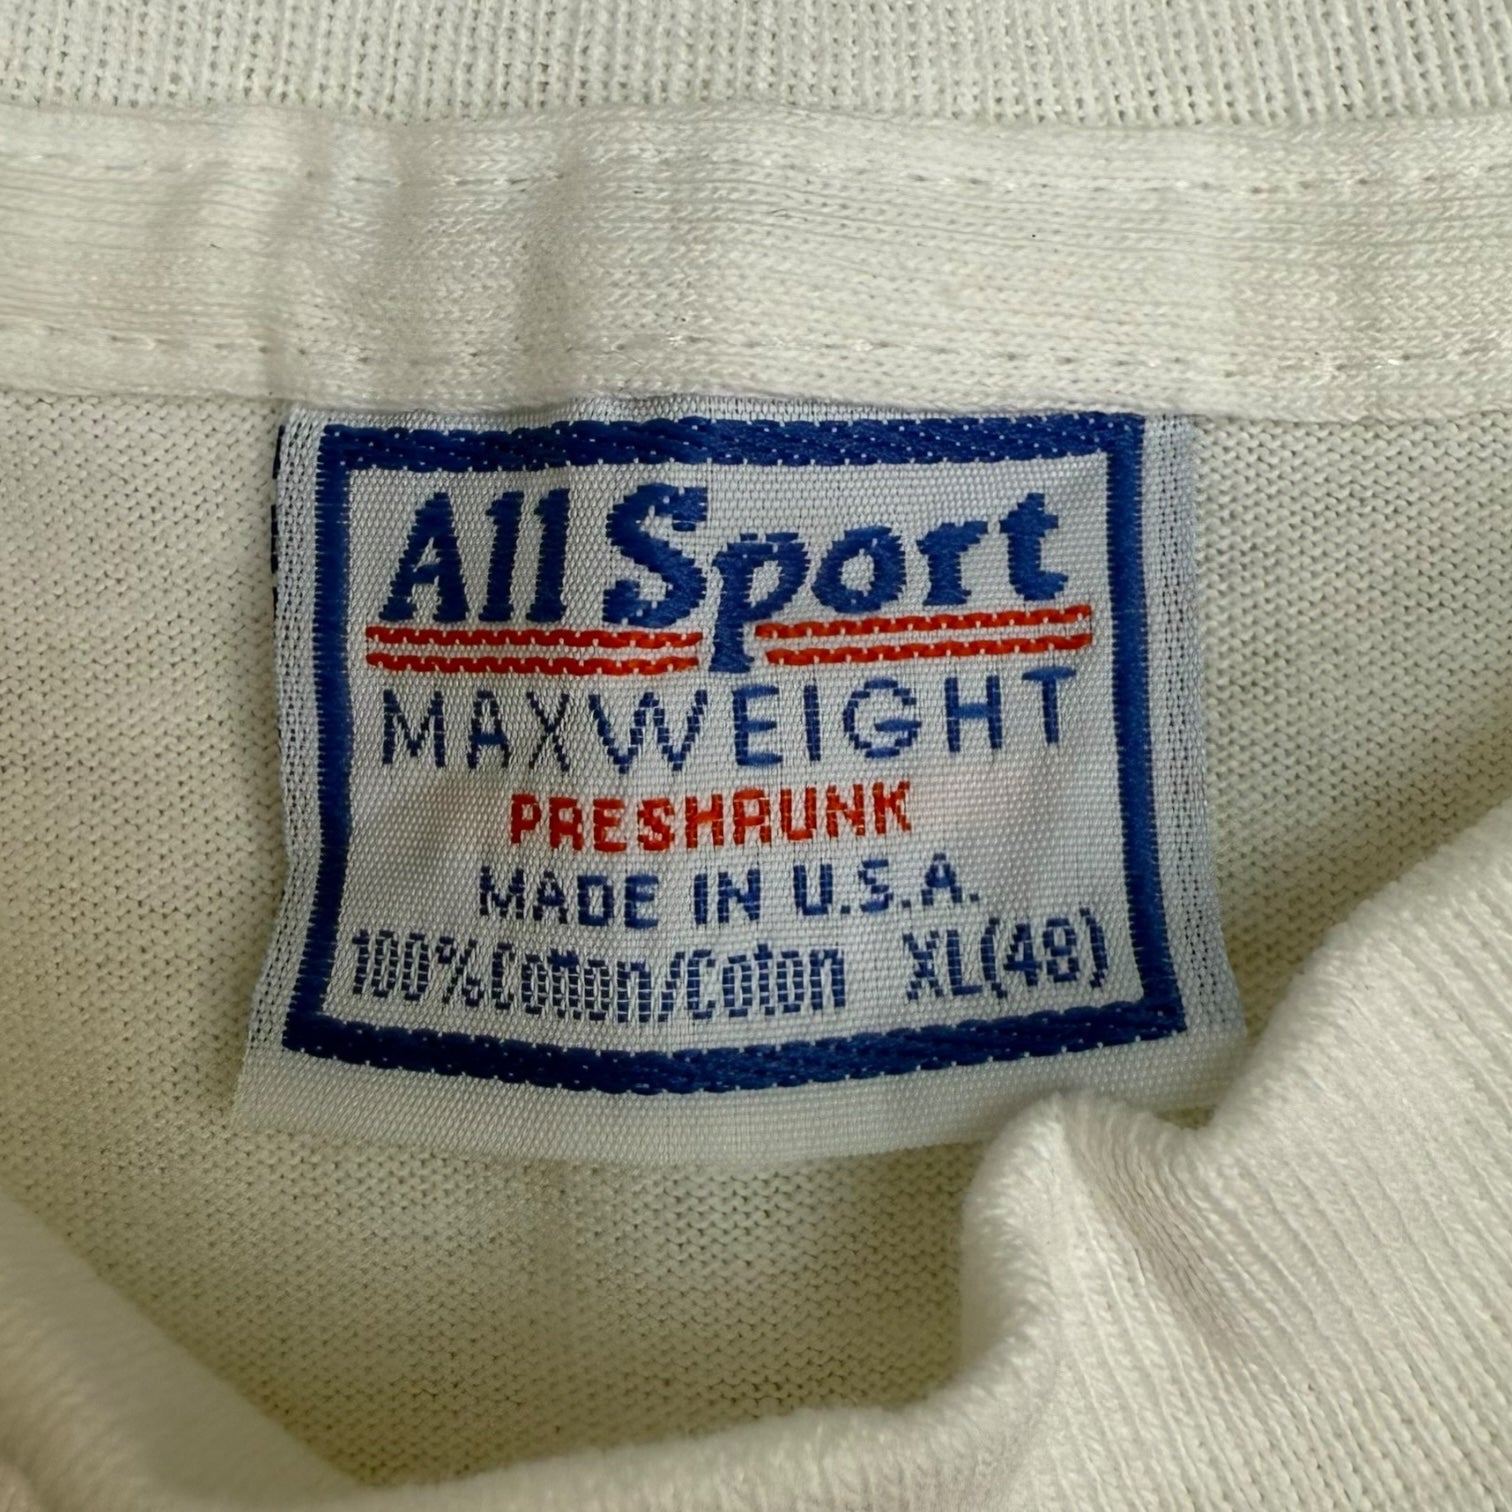 All Sport
MAXWEIGHT
PRESHRUNK
MADE IN U.S.A.
100% Cotton/Coton XL(48)